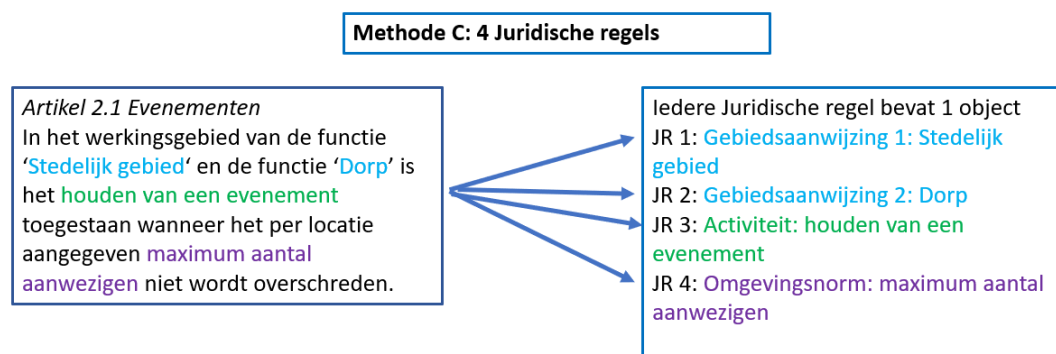 Methode C: 4 Juridische regels
Artikel 2.1 Evenementen
In het werkingsgebied van de functie
‘Stedelijk gebied‘ en de functie ‘Dorp’ is
het houden van een evenement
toegestaan wanneer het per locatie
aangegeven maximum aantal
aanwezigen niet wordt overschreden.
Iedere Juridische regel bevat 1 object
JR 1: Gebiedsaanwijzing 1: Stedelijk
gebied
JR 2: Gebiedsaanwijzing 2: Dorp
JR 3: Activiteit: houden van een
evenement
JR 4: Omgevingsnorm: maximum aantal
aanwezigen